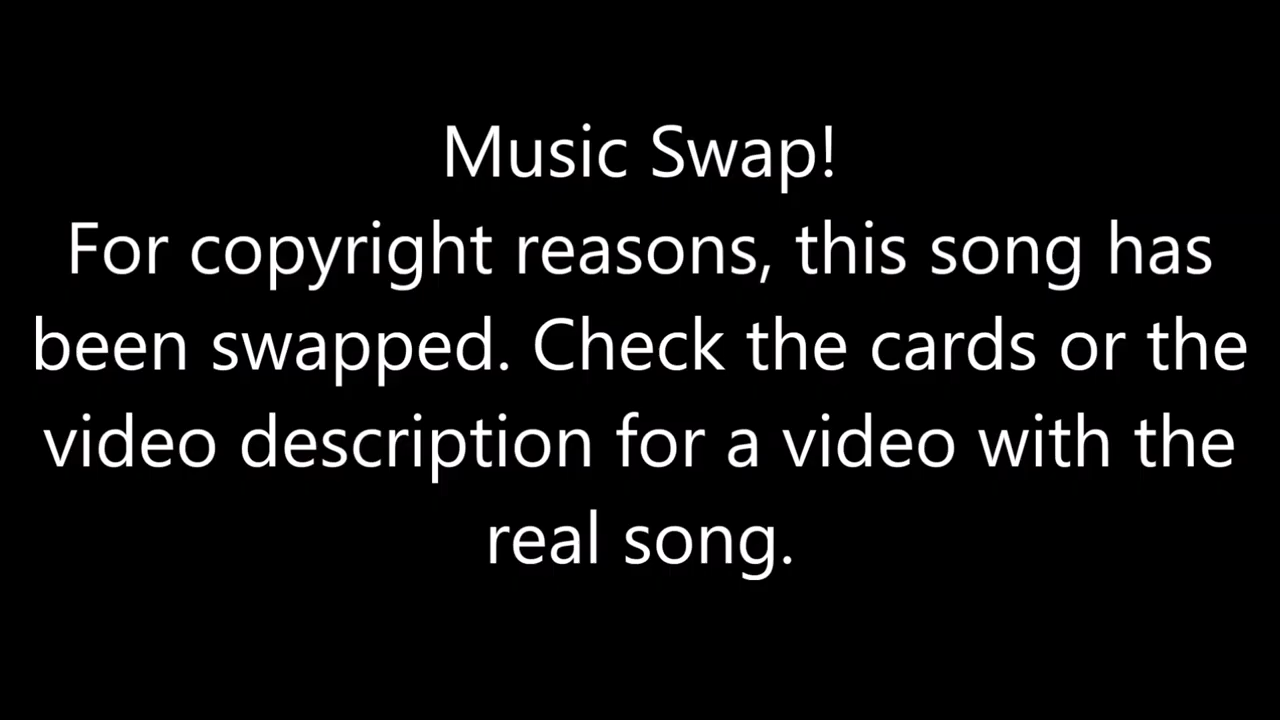 Music Swap!
For copyright reasons, this song has
been swapped. Check the cards or the
video description for a video with the
real song.